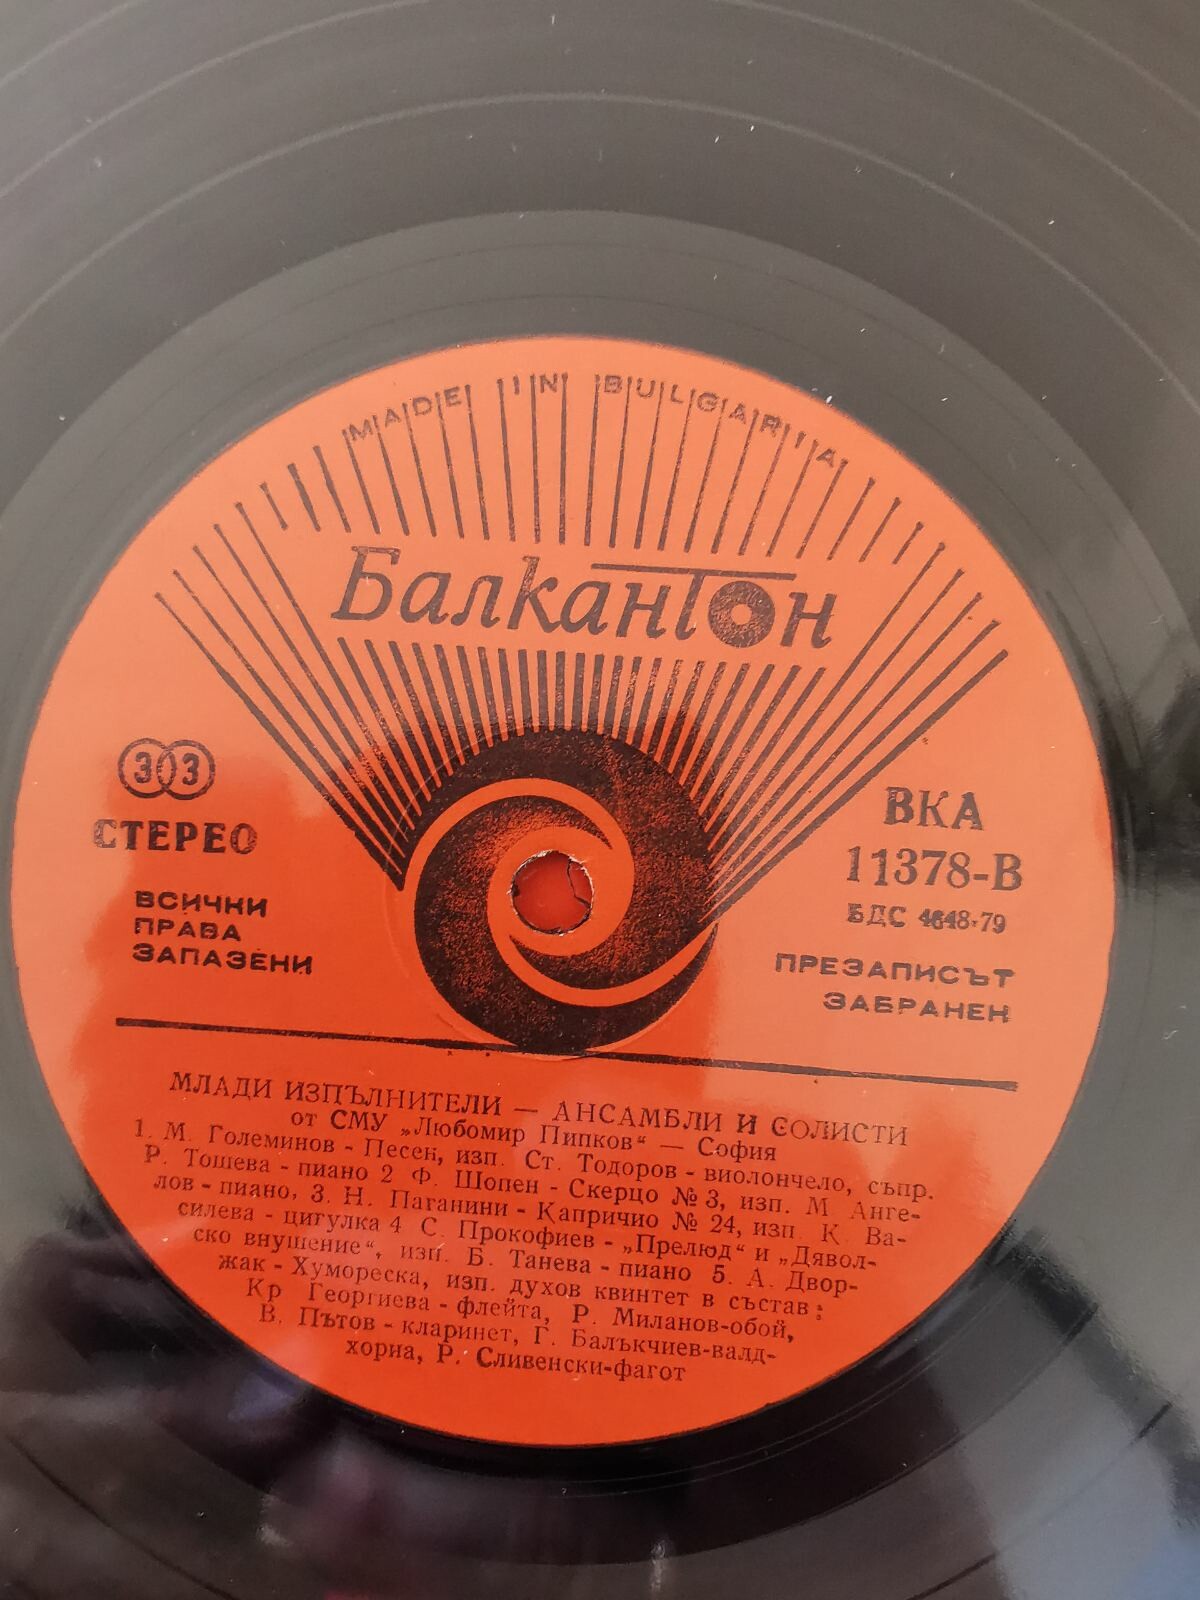 MADE IN BULGARIA
Балкантон
33
СТЕРЕО
ВСИЧКИ
ПРАВА
ЗАПАЗЕНИ
ВКА
11378-В
БДС 4648-79
ПРЕЗАПИСЪТ
ЗАБРАНЕН
МЛАДИ ИЗПЪЛНИТЕЛИ — АНСАМБЛИ И СОЛИСТИ
от СМУ „Любомир Пипков“ — София
1. М. Големинов - Песен, изп. Ст. Тодоров - виолончело, съпр.
Р. Тошева - пиано 2 Ф. Шопен - Скерцо № 3, изп. М Анге-
лов - пиано, 3. Н. Паганини - Капричио № 24, изп. К. Ва-
силева - цигулка 4 С. Прокофиев - „Прелюд“ и „Дявол-
ско внушение“, изп. Б. Танева - пиано 5. А. Двор-
жак - Хумореска, изп. духов квинтет в състав:
Кр Георгиева - флейта, Р. Миланов-обой,
В. Пътов - кларинет, Г. Балъкчиев-валд-
хорна, Р. Сливенски-фагот